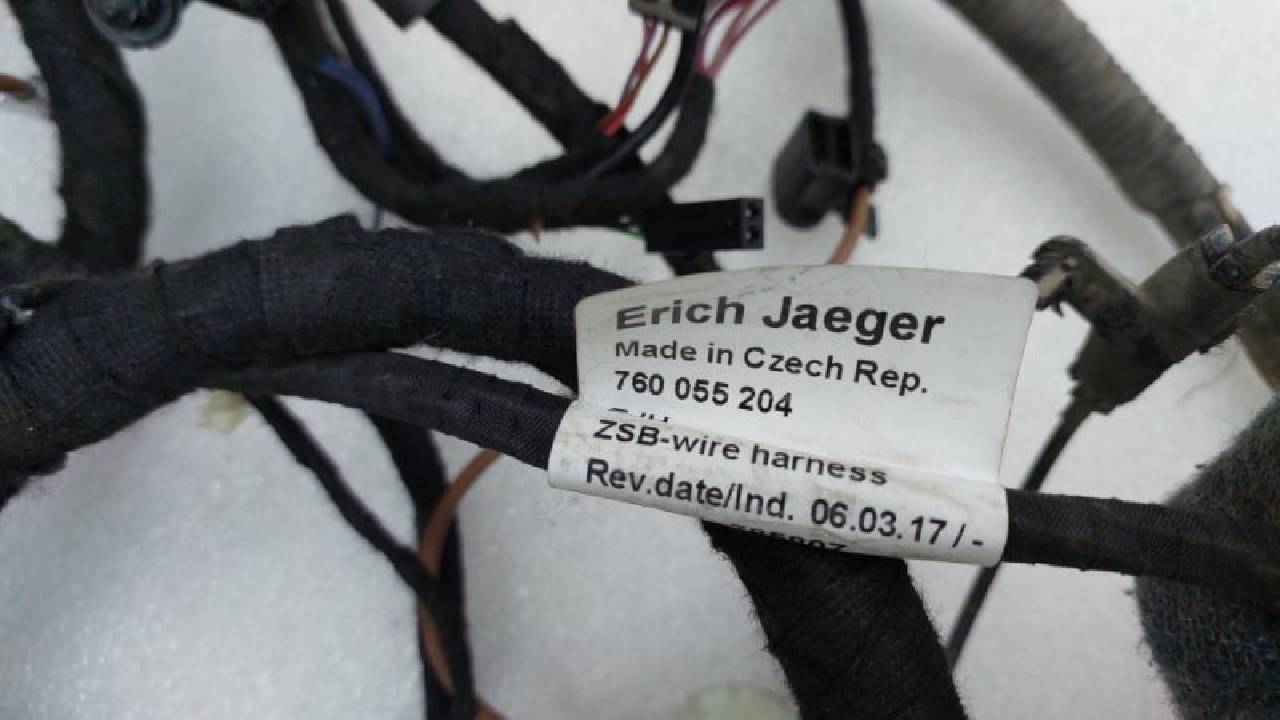 Erich Jaeger
Made in Czech Rep.
760 055 204
ZSB-wire harness
Rev.date/Ind. 06.03.17 / -